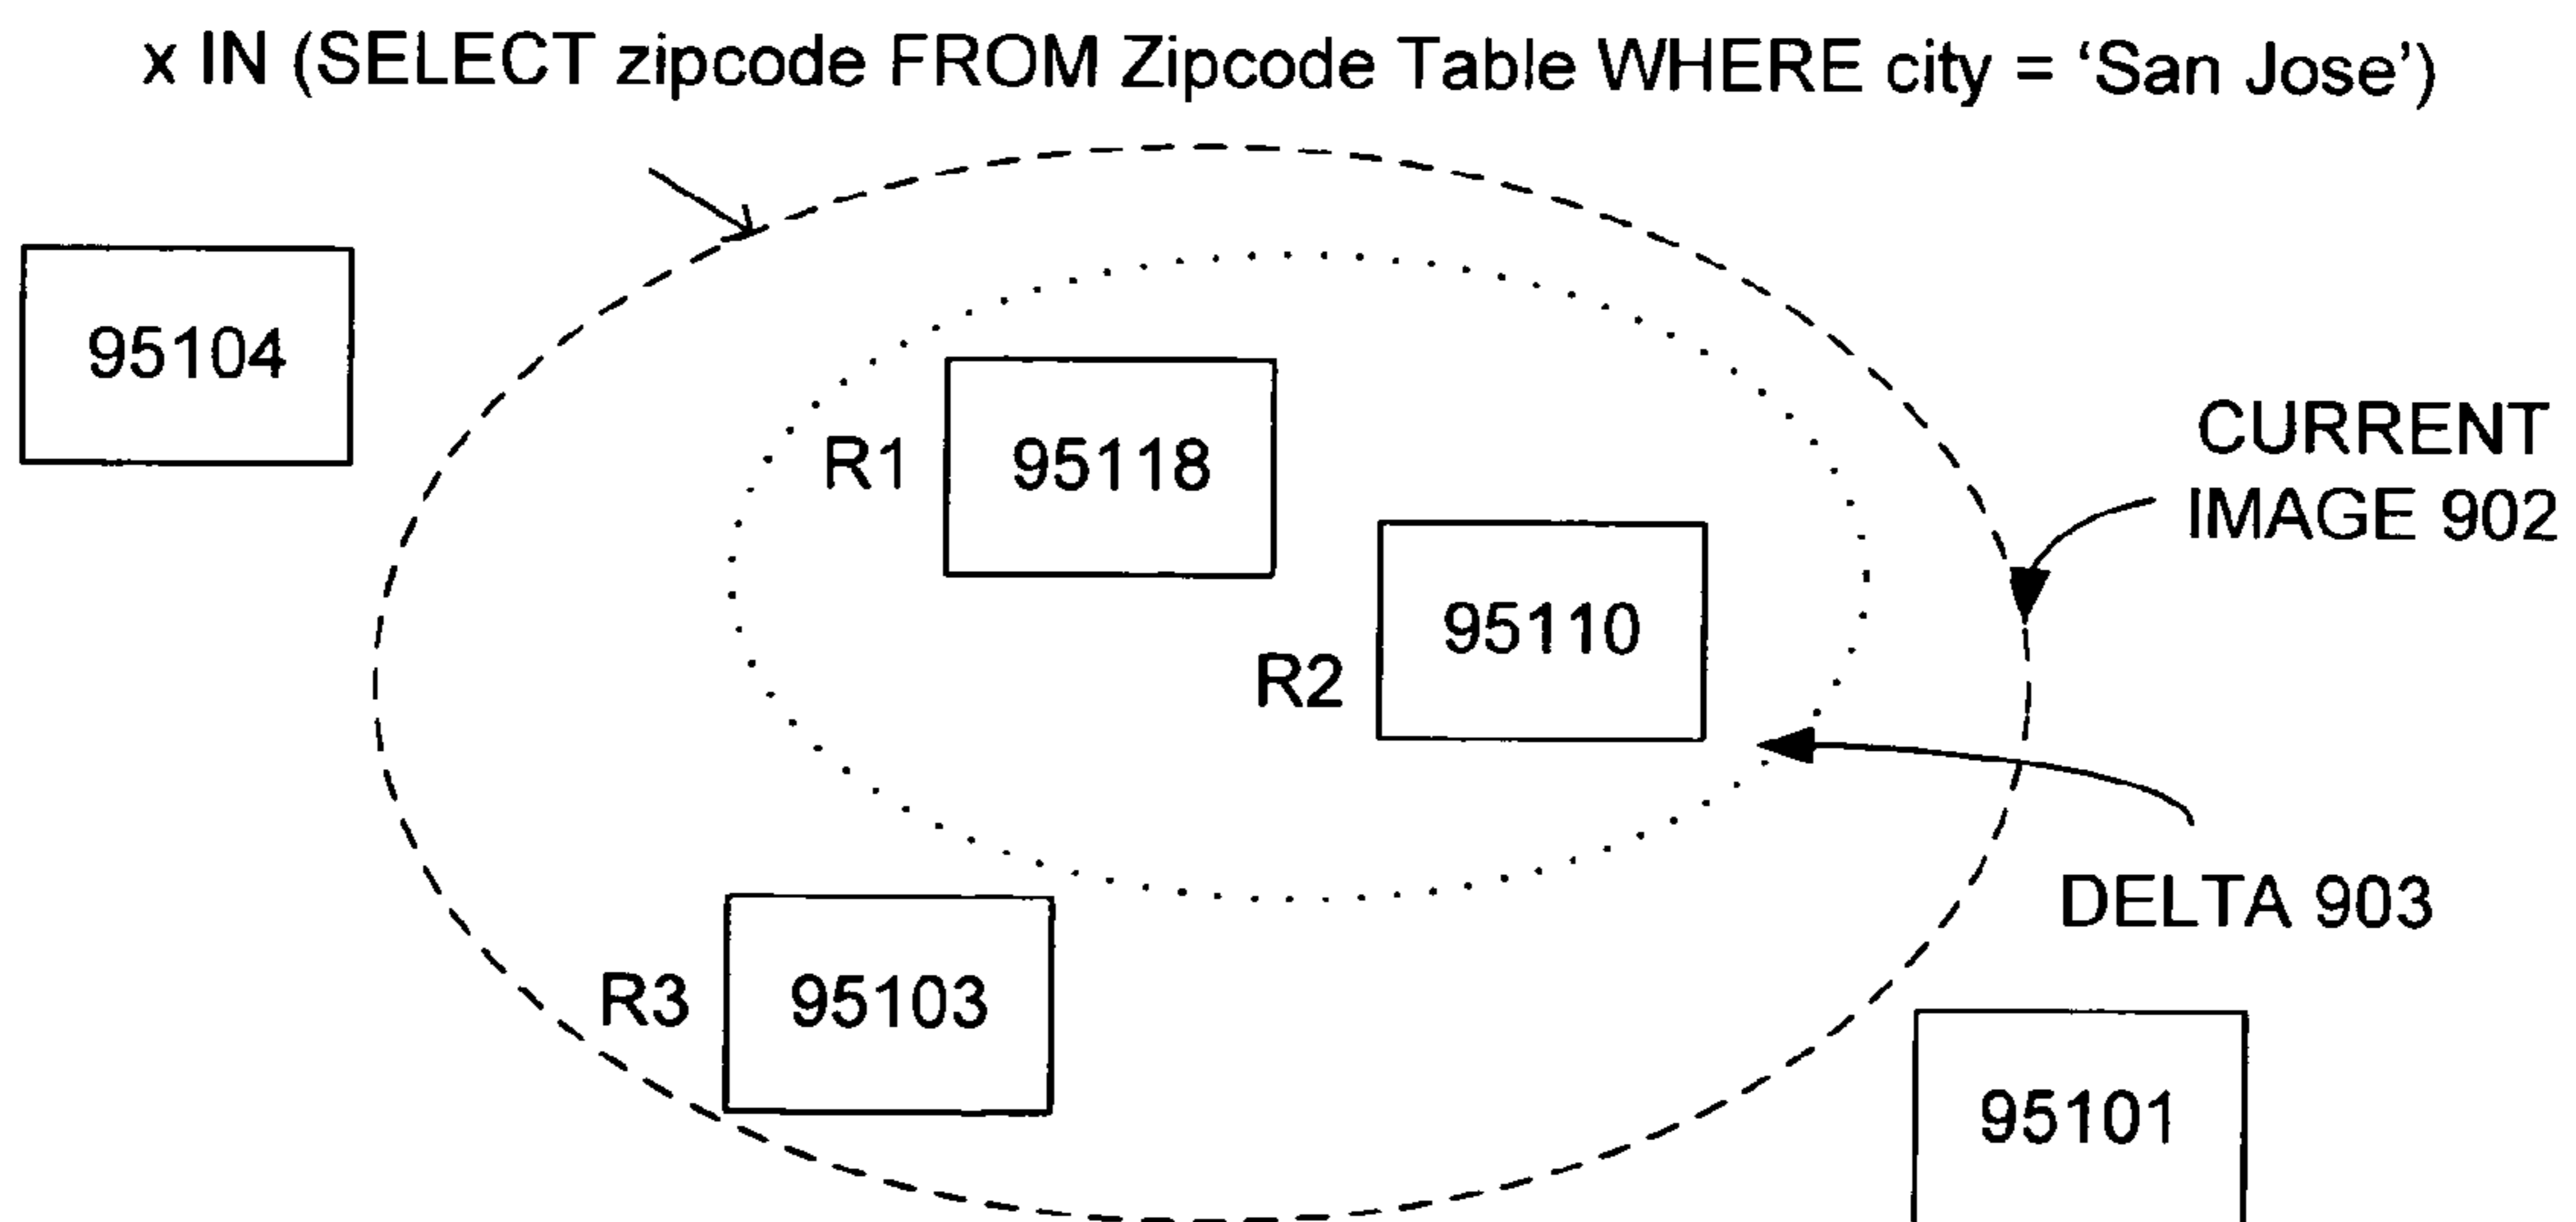 x IN (SELECT zipcode FROM Zipcode Table WHERE city = ‘San Jose’)
95104
R1 95118
CURRENT
IMAGE 902
R2 95110
DELTA 903
R3 95103
95101